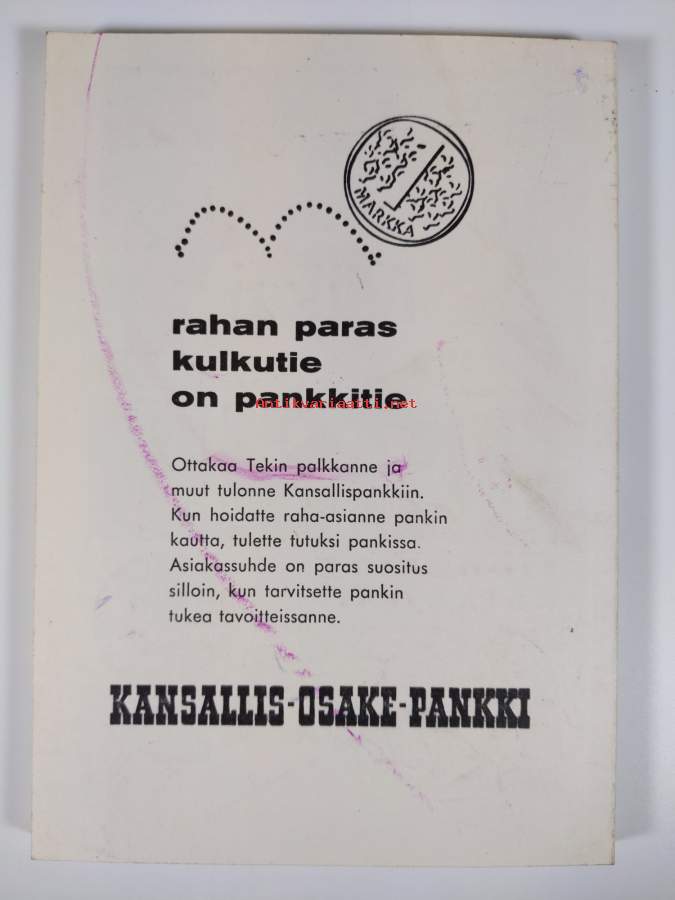 1
MARKKA
rahan paras
kulkutie
on pankkitie
Antikvariaatti.net
Ottakaa Tekin palkkanne ja
muut tulonne Kansallispankkiin.
Kun hoidatte raha-asianne pankin
kautta, tulette tutuksi pankissa.
Asiakassuhde on paras suositus
silloin, kun tarvitsette pankin
tukea tavoitteissanne.
KANSALLIS-OSAKE-PANKKI